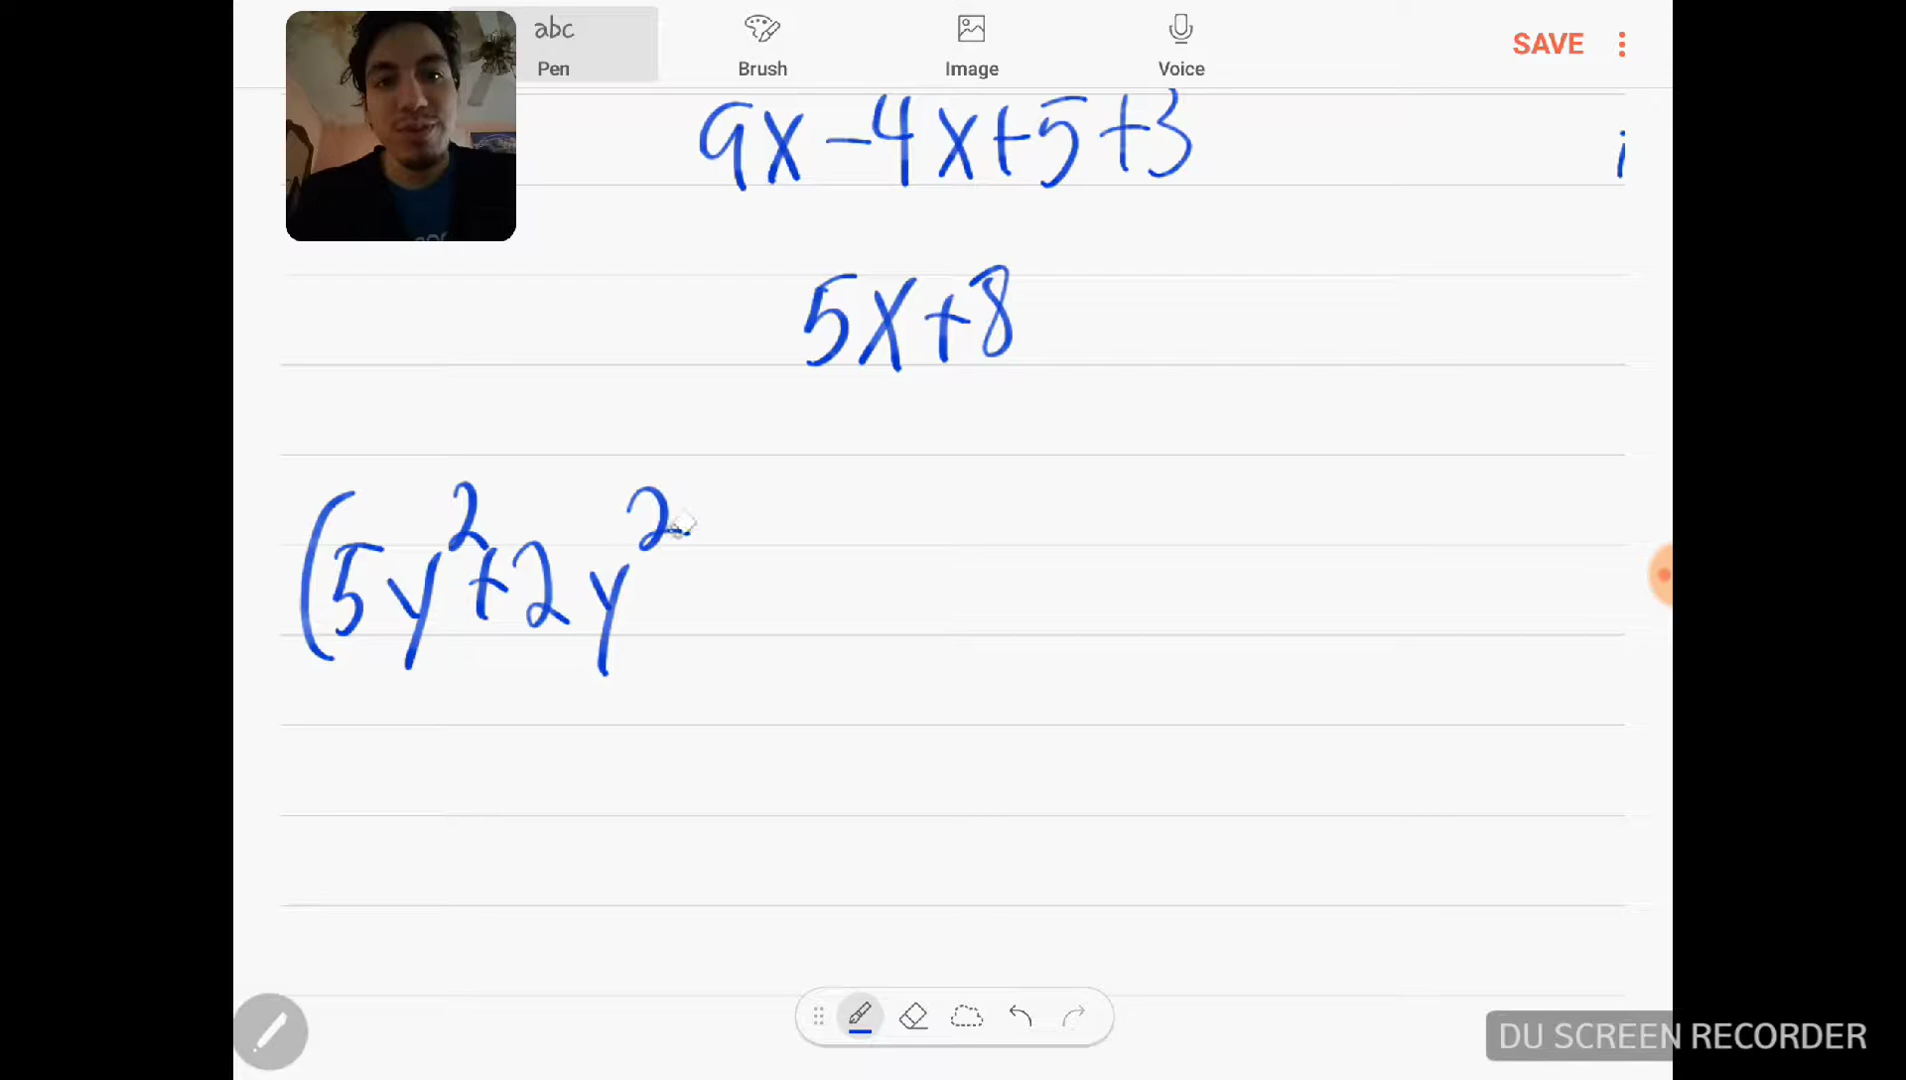 abc
Pen Brush Image Voice SAVE
9x-4x+5+3
5x+8
(5y²+2y²
DU SCREEN RECORDER